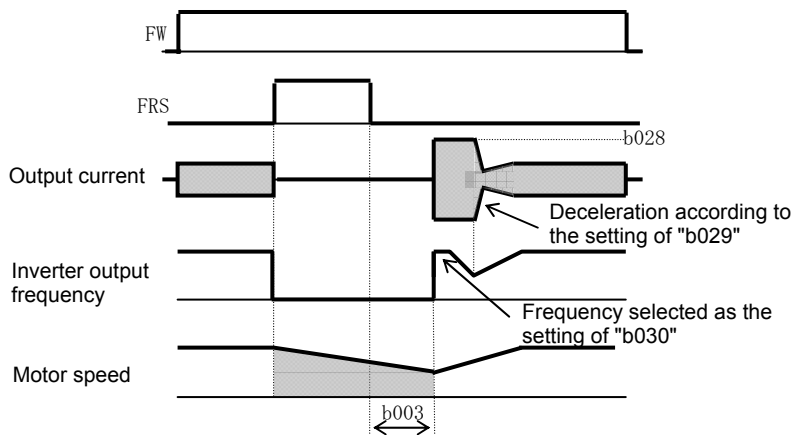 FW
FRS
b028
Output current
Deceleration according to
the setting of "b029"
Inverter output
frequency
Frequency selected as the
setting of "b030"
Motor speed
b003